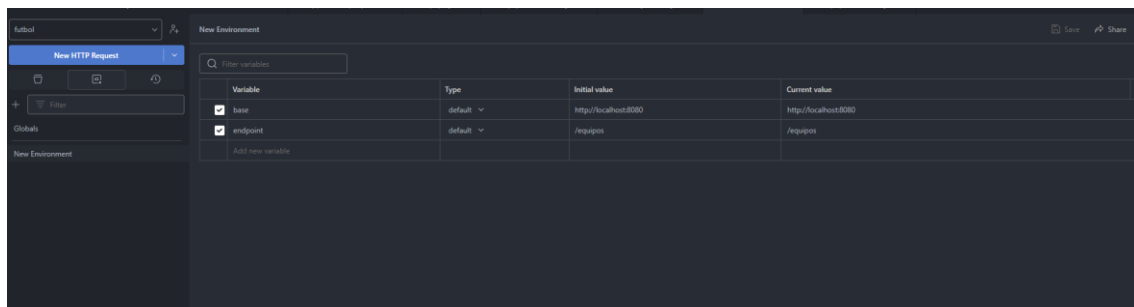 futbol
New Environment
Save
Share
New HTTP Request
Filter variables
Variable Type Initial value Current value
Filter
base default http://localhost:8080 http://localhost:8080
Globals
endpoint default /equipos /equipos
New Environment
Add new variable